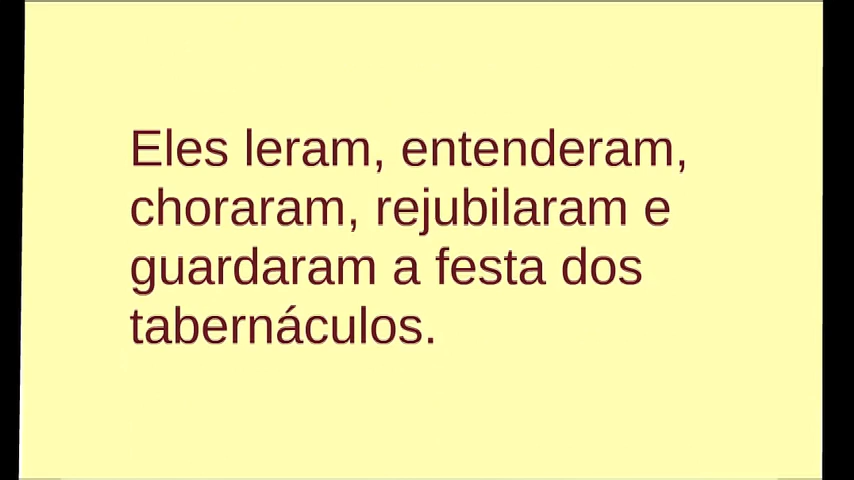 Eles leram, entenderam,
choraram, rejubilaram e
guardaram a festa dos
tabernáculos.